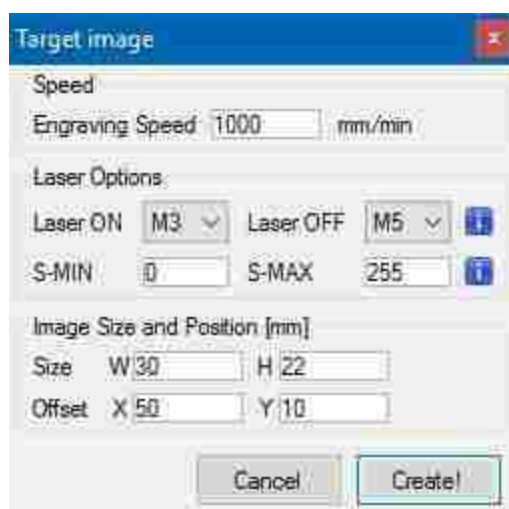 Target image
Speed
Engraving Speed 1000 mm/min
Laser Options
Laser ON M3 Laser OFF M5
S-MIN 0 S-MAX 255
Image Size and Position [mm]
Size W 30 H 22
Offset X 50 Y 10
Cancel Create!